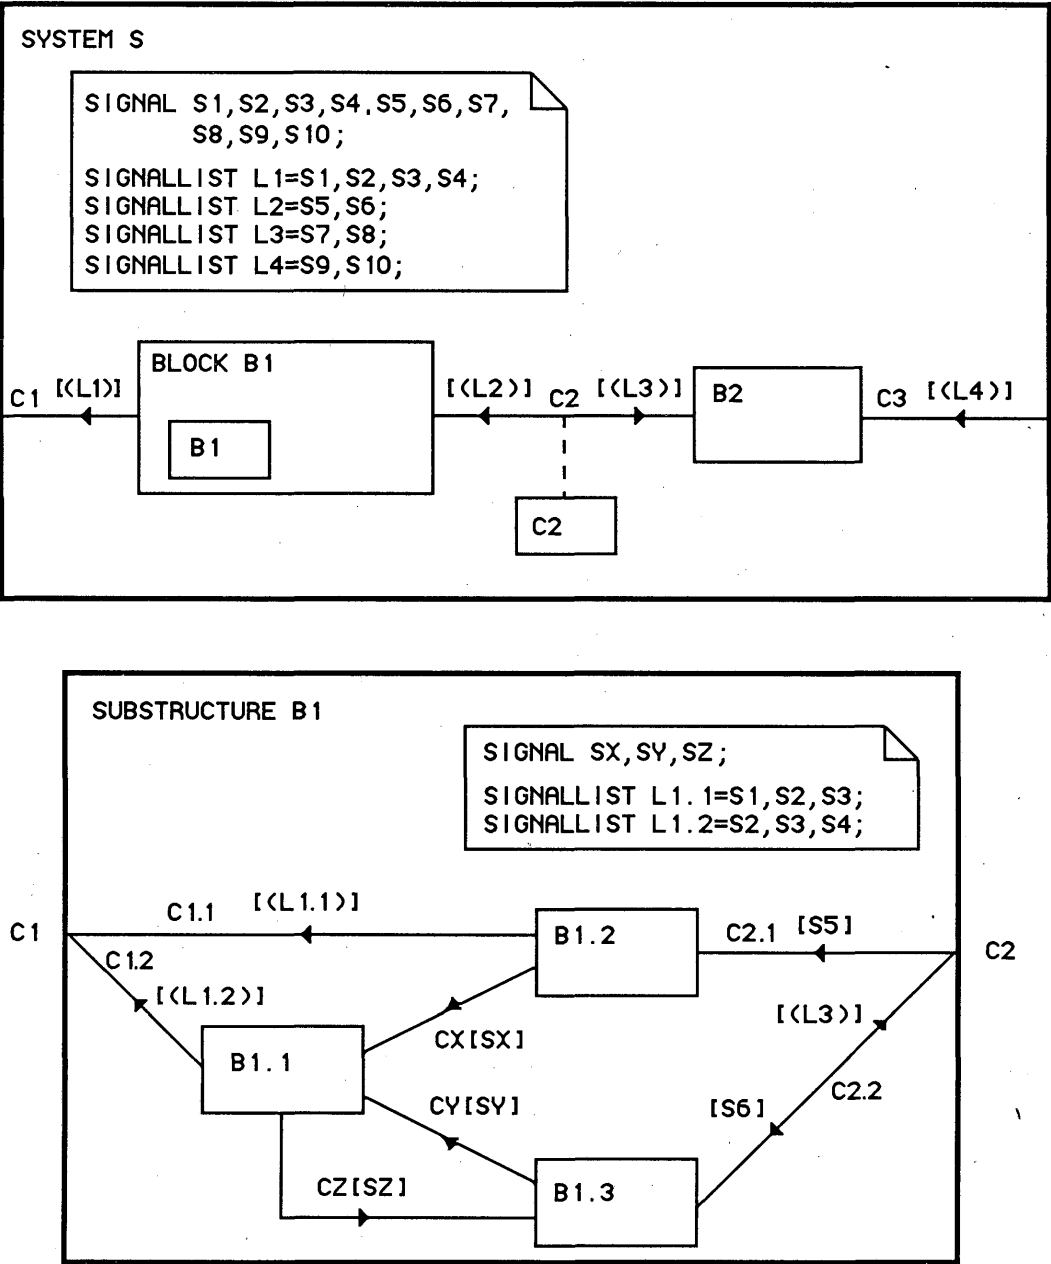 SYSTEM S
SIGNAL S1,S2,S3,S4.S5,S6,S7,
S8,S9,S10;
SIGNALLIST L1=S1,S2,S3,S4;
SIGNALLIST L2=S5,S6;
SIGNALLIST L3=S7,S8;
SIGNALLIST L4=S9,S10;
BLOCK B1
C1 [(L1)]
B1
[(L2)] C2 [(L3)]
B2
C3 [(L4)]
C2
SUBSTRUCTURE B1
SIGNAL SX,SY,SZ;
SIGNALLIST L1.1=S1,S2,S3;
SIGNALLIST L1.2=S2,S3,S4;
C1
C1.1 [(L1.1)]
B1.2
C2.1 [S5]
C2
C1.2
[(L1.2)]
[(L3)]
CX[SX]
B1.1
C2.2
CY[SY]
[S6]
CZ[SZ]
B1.3